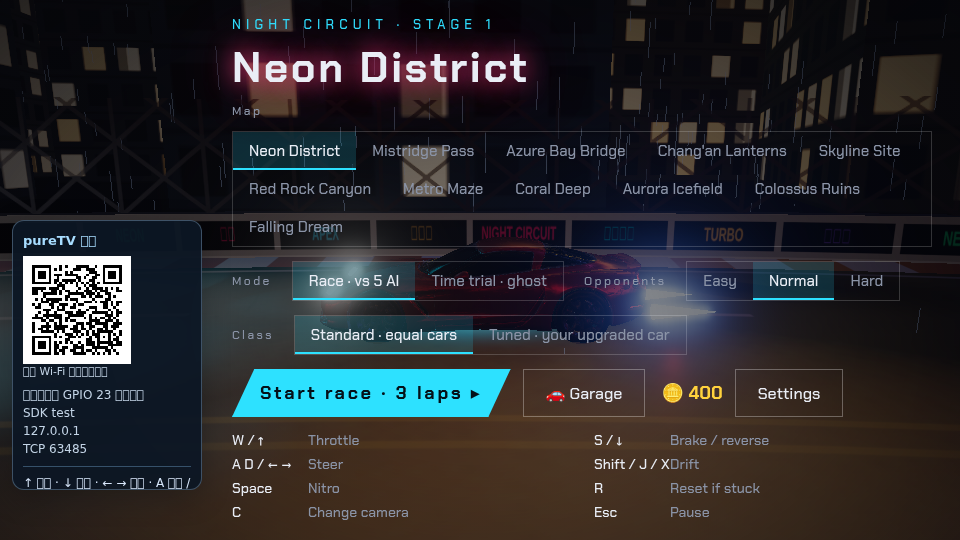 NIGHT CIRCUIT · STAGE 1
Neon District
Map
Neon District Mistridge Pass Azure Bay Bridge Chang'an Lanterns Skyline Site
Red Rock Canyon Metro Maze Coral Deep Aurora Icefield Colossus Ruins
Falling Dream
APEX NIGHT CIRCUIT TURBO
Mode Race · vs 5 AI Time trial · ghost Opponents Easy Normal Hard
Class Standard · equal cars Tuned · your upgraded car
Start race · 3 laps ▸ Garage 400 Settings
W / ↑ Throttle S / ↓ Brake / reverse
A D / ← → Steer Shift / J / X Drift
Space Nitro R Reset if stuck
C Change camera Esc Pause
pureTV
Wi-Fi
GPIO 23
SDK test
127.0.0.1
TCP 63485
↑ · ↓ · ← → · A /